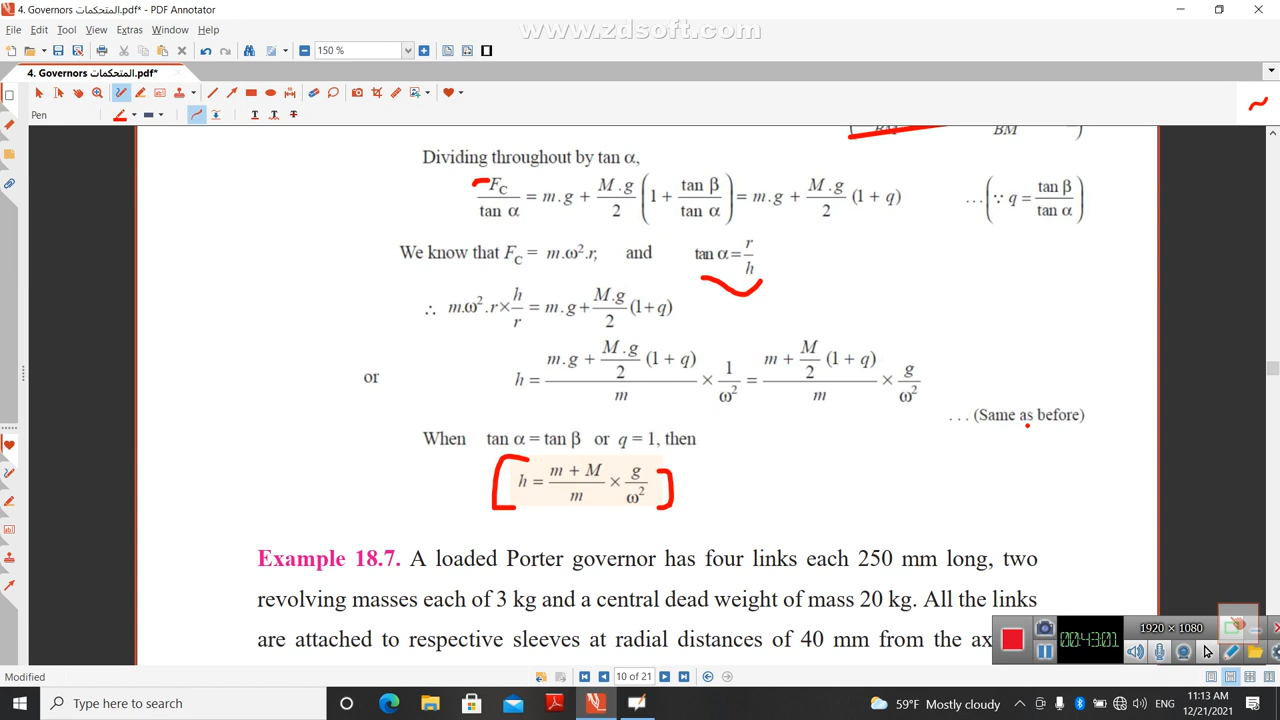 4. Governors المتحكمات.pdf* - PDF Annotator
www.zdsoft.com
File Edit Tool View Extras Window Help
150 %
4. Governors المتحكمات.pdf*
Pen
BM BM
Dividing throughout by tan α,
F_C / tan α = m.g + M.g/2 (1 + tan β / tan α) = m.g + M.g/2 (1 + q) ...(∵ q = tan β / tan α)
We know that F_C = m.ω².r; and tan α = r/h
∴ m.ω².r × h/r = m.g + M.g/2 (1+q)
or h = (m.g + M.g/2 (1 + q)) / m × 1/ω² = (m + M/2 (1 + q)) / m × g/ω²
. . . (Same as before)
When tan α = tan β or q = 1, then
h = (m + M)/m × g/ω²
Example 18.7. A loaded Porter governor has four links each 250 mm long, two
revolving masses each of 3 kg and a central dead weight of mass 20 kg. All the links
are attached to respective sleeves at radial distances of 40 mm from the ax
1920 × 1080
00:43:01
Modified
10 of 21
Type here to search
59°F Mostly cloudy
ENG
11:13 AM
12/21/2021